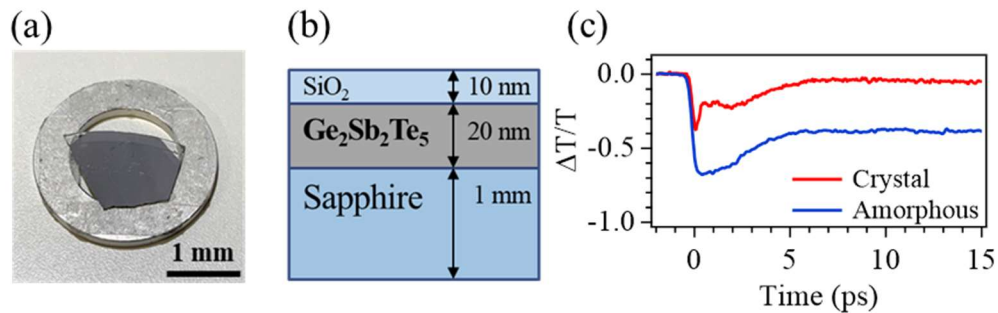 (a)
1 mm
(b)
SiO₂
10 nm
Ge₂Sb₂Te₅
20 nm
Sapphire
1 mm
(c)
ΔT/T
0.0
-0.5
-1.0
Crystal
Amorphous
0
5
10
15
Time (ps)